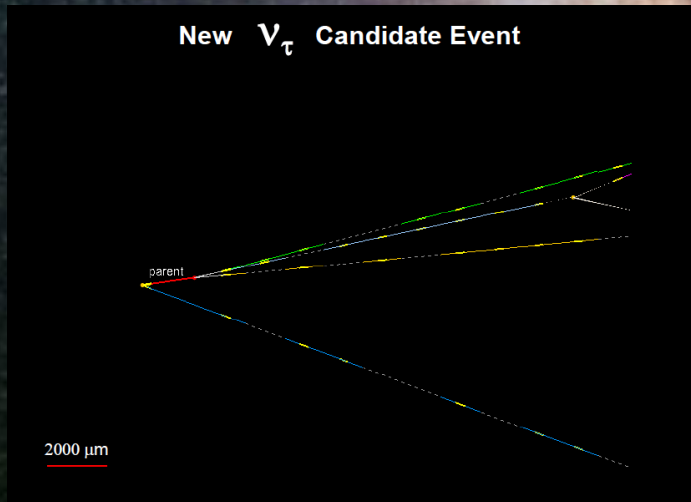 New ντ Candidate Event
parent
2000 μm